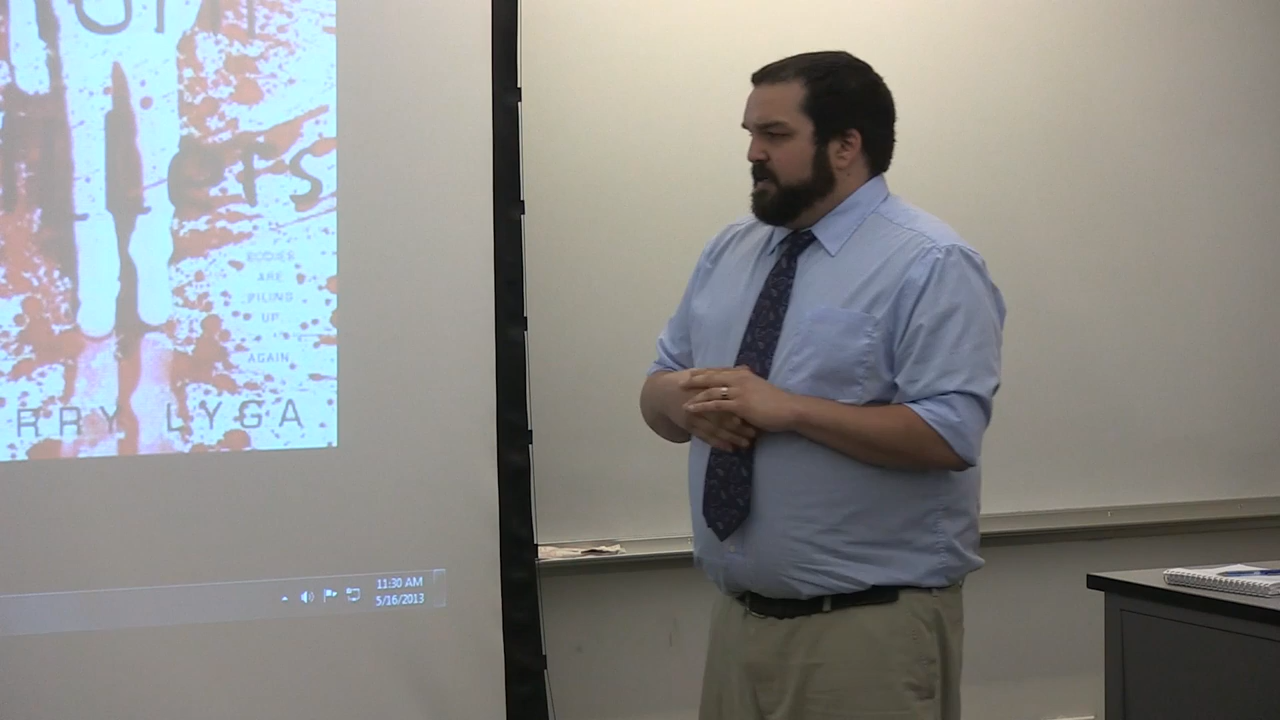 BODIES
ARE
PILING
UP.
AGAIN
RRY LYGA
11:30 AM
5/16/2013